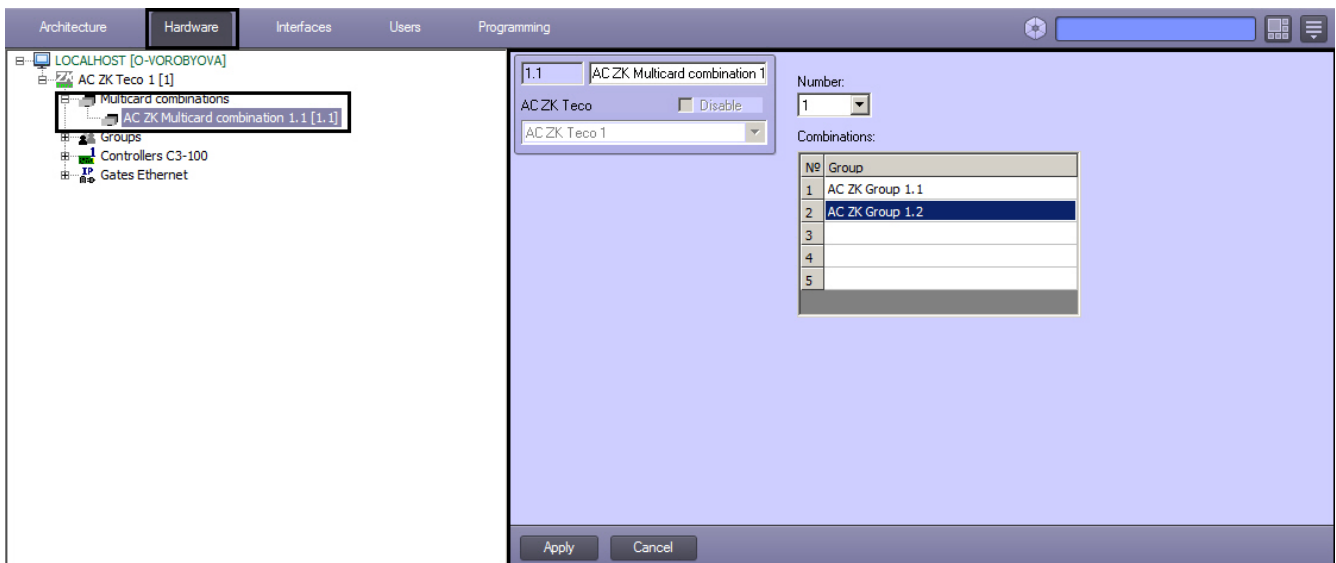 Architecture Hardware Interfaces Users Programming
LOCALHOST [O-VOROBYOVA]
AC ZK Teco 1 [1]
Multicard combinations
AC ZK Multicard combination 1.1 [1.1]
Groups
1 Controllers C3-100
IP Gates Ethernet
1.1 AC ZK Multicard combination 1
AC ZK Teco Disable
AC ZK Teco 1
Number:
1
Combinations:
Nº Group
1 AC ZK Group 1.1
2 AC ZK Group 1.2
3
4
5
Apply Cancel